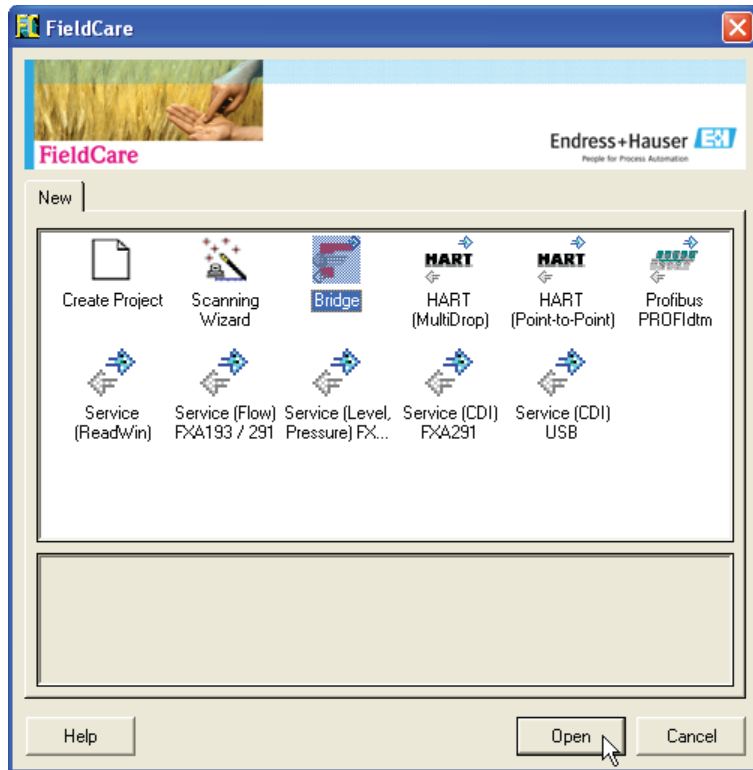 FieldCare
FieldCare
Endress+Hauser EH
People for Process Automation
New
Create Project
Scanning
Wizard
Bridge
HART
HART
(MultiDrop)
HART
HART
(Point-to-Point)
Profibus
PROFIdtm
Service
(ReadWin)
Service (Flow)
FXA193 / 291
Service (Level,
Pressure) FX...
Service (CDI)
FXA291
Service (CDI)
USB
Help
Open
Cancel